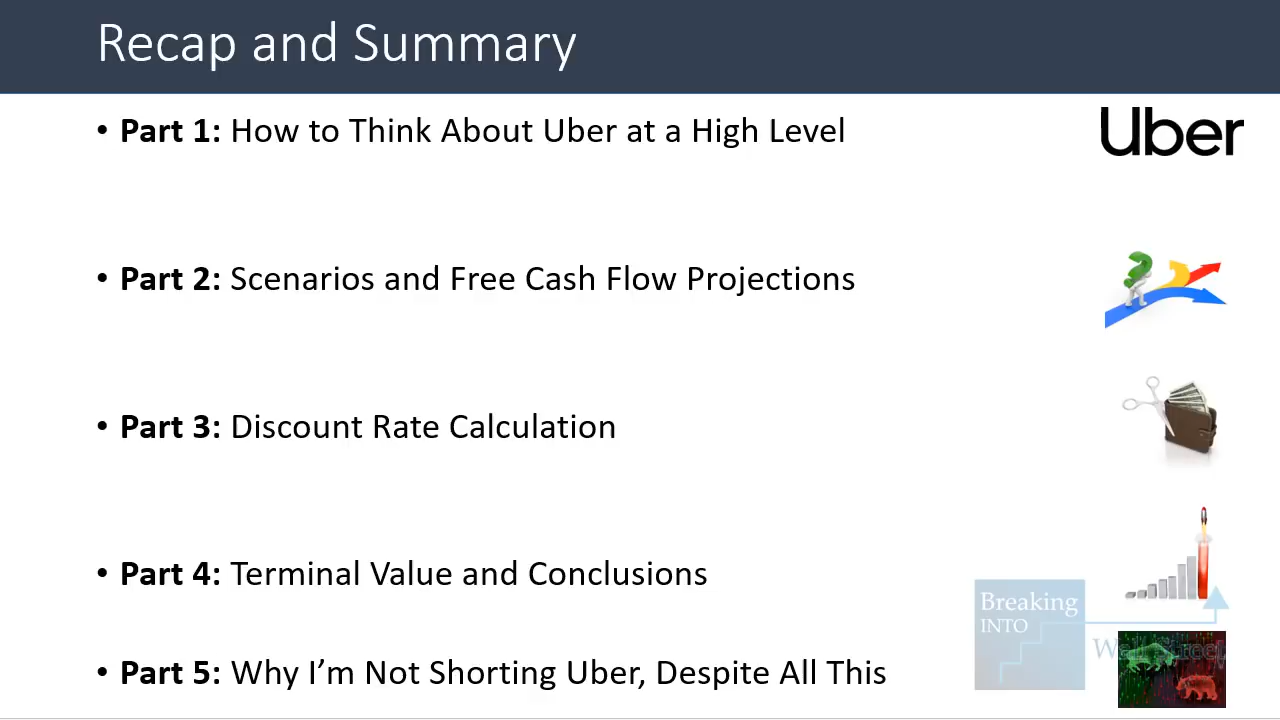 Recap and Summary
• Part 1: How to Think About Uber at a High Level
Uber
• Part 2: Scenarios and Free Cash Flow Projections
• Part 3: Discount Rate Calculation
• Part 4: Terminal Value and Conclusions
Breaking
INTO
Wall Street
• Part 5: Why I’m Not Shorting Uber, Despite All This